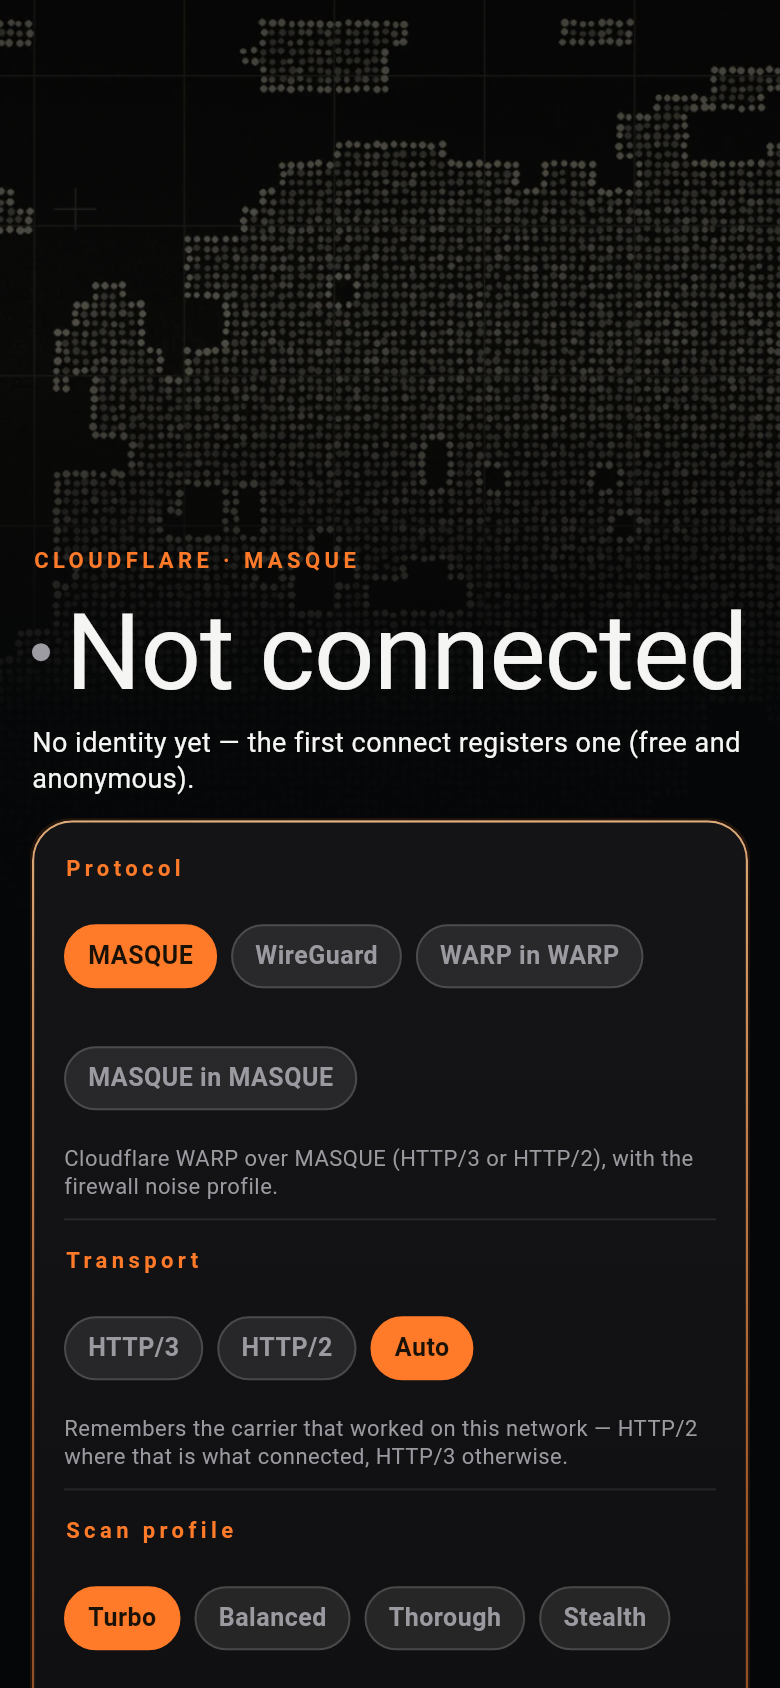 CLOUDFLARE · MASQUE
Not connected
No identity yet — the first connect registers one (free and
anonymous).
Protocol
MASQUE WireGuard WARP in WARP
MASQUE in MASQUE
Cloudflare WARP over MASQUE (HTTP/3 or HTTP/2), with the
firewall noise profile.
Transport
HTTP/3 HTTP/2 Auto
Remembers the carrier that worked on this network — HTTP/2
where that is what connected, HTTP/3 otherwise.
Scan profile
Turbo Balanced Thorough Stealth